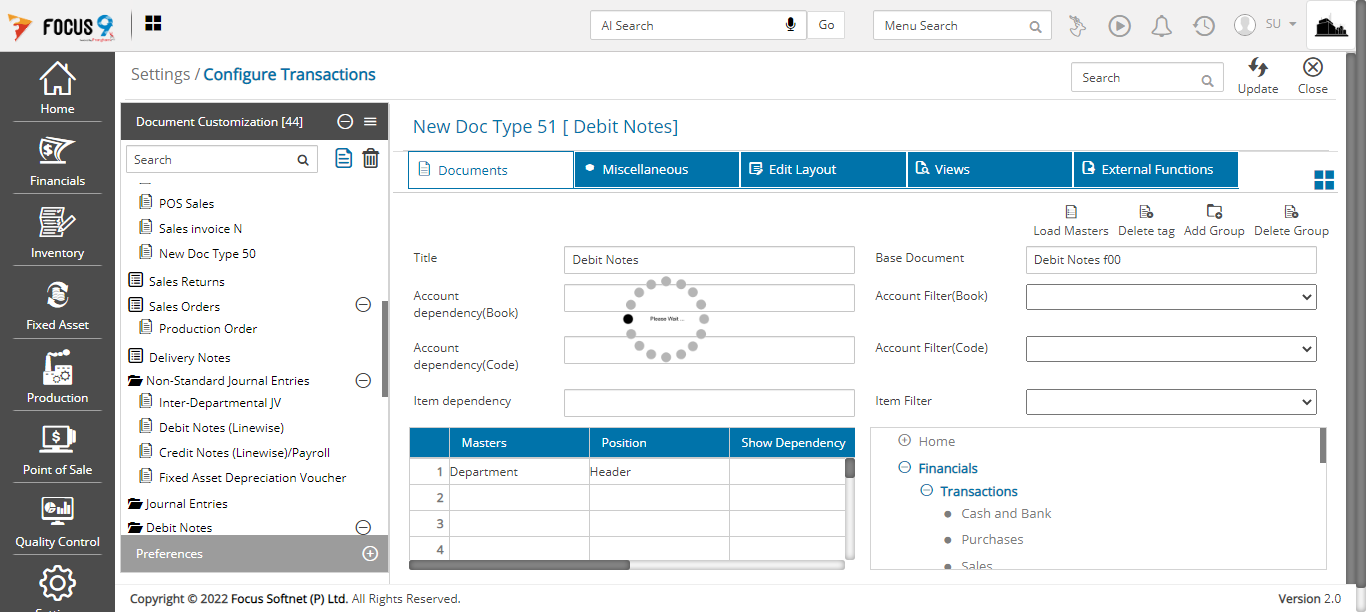 FOCUS 9
AI Search
Go
Menu Search
SU
Settings / Configure Transactions
Search
Update
Close
Home
Financials
Inventory
Fixed Asset
Production
Point of Sale
Quality Control
Document Customization [44]
Search
POS Sales
Sales invoice N
New Doc Type 50
Sales Returns
Sales Orders
Production Order
Delivery Notes
Non-Standard Journal Entries
Inter-Departmental JV
Debit Notes (Linewise)
Credit Notes (Linewise)/Payroll
Fixed Asset Depreciation Voucher
Journal Entries
Debit Notes
Preferences
New Doc Type 51 [ Debit Notes]
Documents
Miscellaneous
Edit Layout
Views
External Functions
Load Masters
Delete tag
Add Group
Delete Group
Title
Debit Notes
Base Document
Debit Notes f00
Account dependency(Book)
Account Filter(Book)
Please Wait ...
Account dependency(Code)
Account Filter(Code)
Item dependency
Item Filter
Masters Position Show Dependency
1 Department Header
2
3
4
Home
Financials
Transactions
Cash and Bank
Purchases
Sales
Copyright © 2022 Focus Softnet (P) Ltd. All Rights Reserved.
Version 2.0